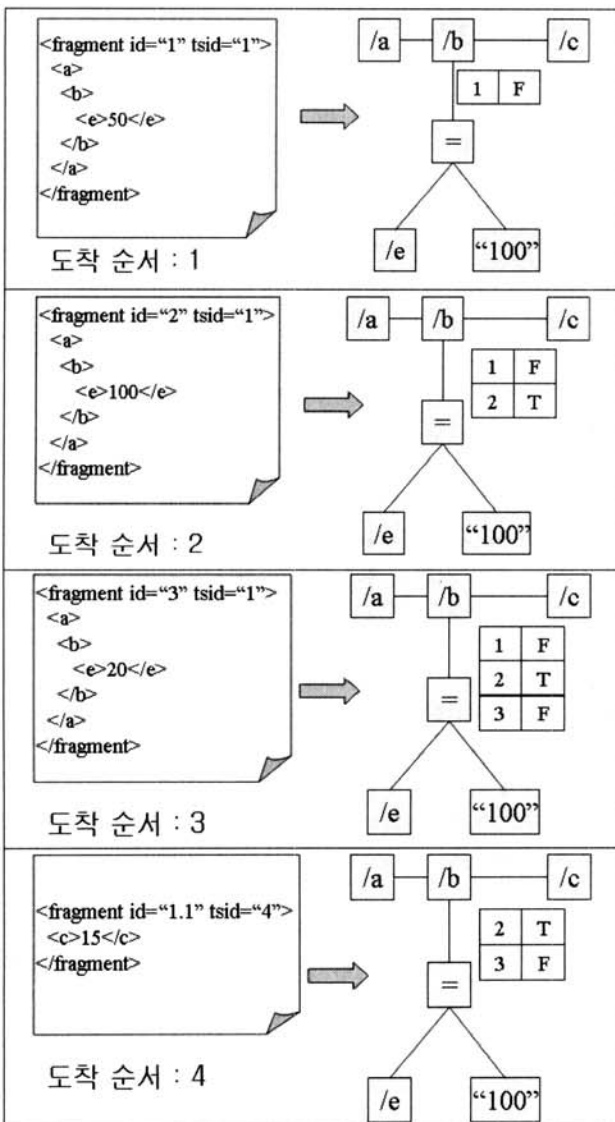 <fragment id=“1” tsid=“1”>
<a>
<b>
<e>50</e>
</b>
</a>
</fragment>
도착 순서 : 1
/a /b /c
1 F
=
/e “100”
<fragment id=“2” tsid=“1”>
<a>
<b>
<e>100</e>
</b>
</a>
</fragment>
도착 순서 : 2
/a /b /c
1 F
2 T
=
/e “100”
<fragment id=“3” tsid=“1”>
<a>
<b>
<e>20</e>
</b>
</a>
</fragment>
도착 순서 : 3
/a /b /c
1 F
2 T
3 F
=
/e “100”
<fragment id=“1.1” tsid=“4”>
<c>15</c>
</fragment>
도착 순서 : 4
/a /b /c
2 T
3 F
=
/e “100”